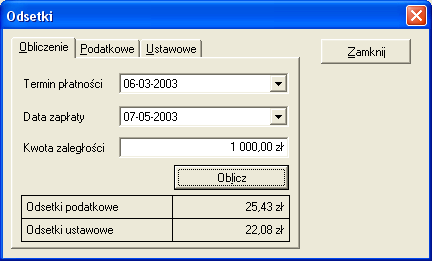 Odsetki
Obliczenie Podatkowe Ustawowe
Zamknij
Termin płatności 06-03-2003
Data zapłaty 07-05-2003
Kwota zaległości 1 000,00 zł
Oblicz
Odsetki podatkowe 25,43 zł
Odsetki ustawowe 22,08 zł